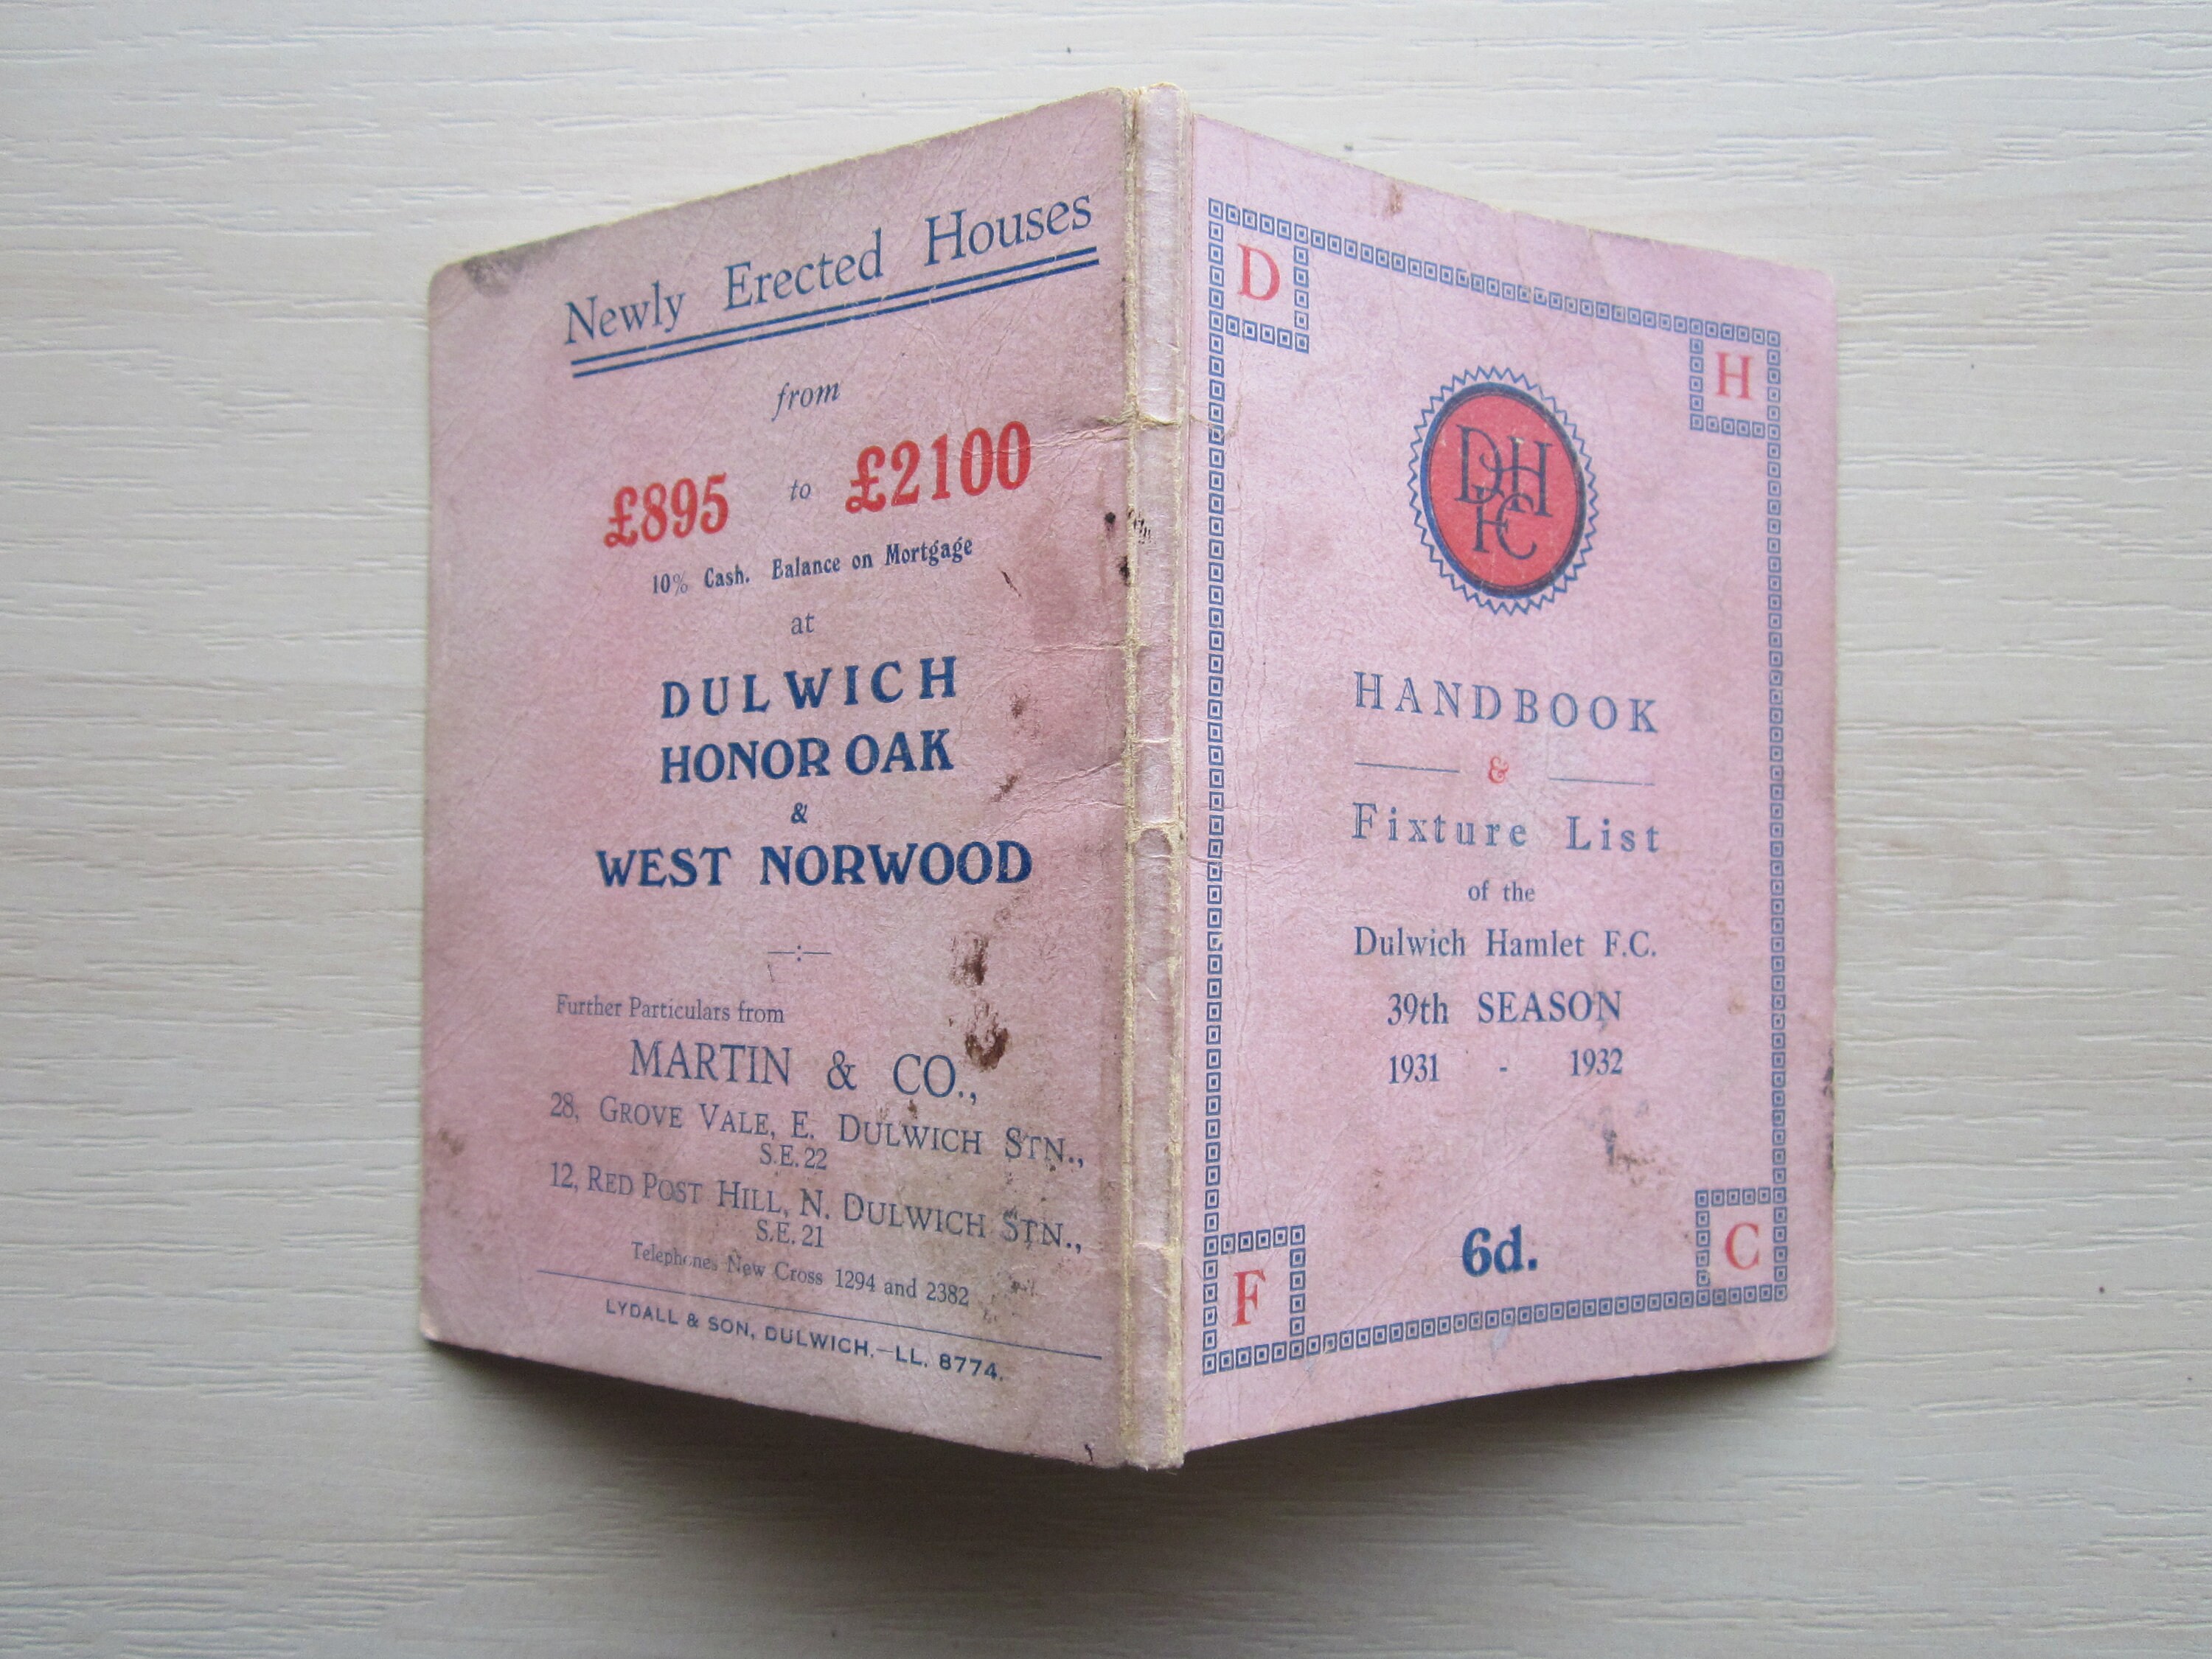 Newly Erected Houses
from
£895 to £2100
10% Cash. Balance on Mortgage
at
DULWICH
HONOR OAK
&
WEST NORWOOD
Further Particulars from
MARTIN & CO.,
28, GROVE VALE, E. DULWICH STN.,
S.E. 22
12, RED POST HILL, N. DULWICH STN.,
S.E. 21
Telephones New Cross 1294 and 2382
LYDALL & SON, DULWICH.—LL. 8774.
D H
DHFC
HANDBOOK
&
Fixture List
of the
Dulwich Hamlet F.C.
39th SEASON
1931 - 1932
6d.
F C